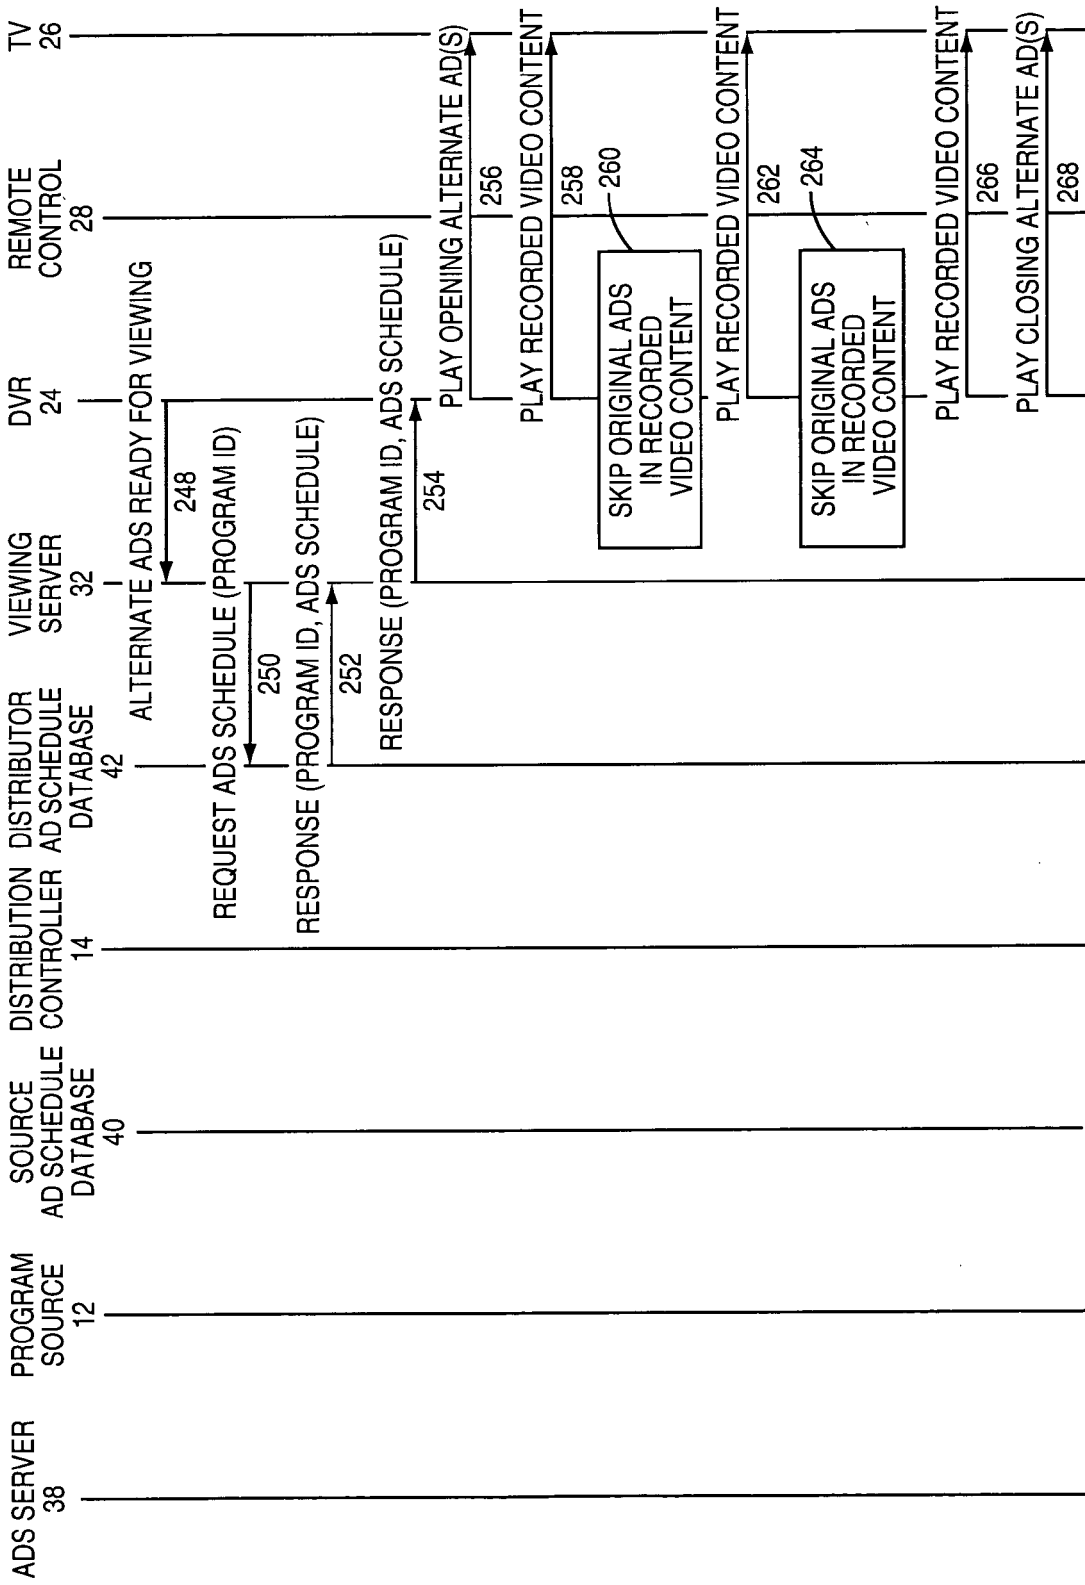 ADS SERVER
38
PROGRAM
SOURCE
12
SOURCE
AD SCHEDULE
DATABASE
40
DISTRIBUTION
CONTROLLER
14
DISTRIBUTOR
AD SCHEDULE
DATABASE
42
VIEWING
SERVER
32
DVR
24
REMOTE
CONTROL
28
TV
26
ALTERNATE ADS READY FOR VIEWING
248
REQUEST ADS SCHEDULE (PROGRAM ID)
250
RESPONSE (PROGRAM ID, ADS SCHEDULE)
252
RESPONSE (PROGRAM ID, ADS SCHEDULE)
254
PLAY OPENING ALTERNATE AD(S)
256
PLAY RECORDED VIDEO CONTENT
258
SKIP ORIGINAL ADS
IN RECORDED
VIDEO CONTENT
260
PLAY RECORDED VIDEO CONTENT
262
SKIP ORIGINAL ADS
IN RECORDED
VIDEO CONTENT
264
PLAY RECORDED VIDEO CONTENT
266
PLAY CLOSING ALTERNATE AD(S)
268